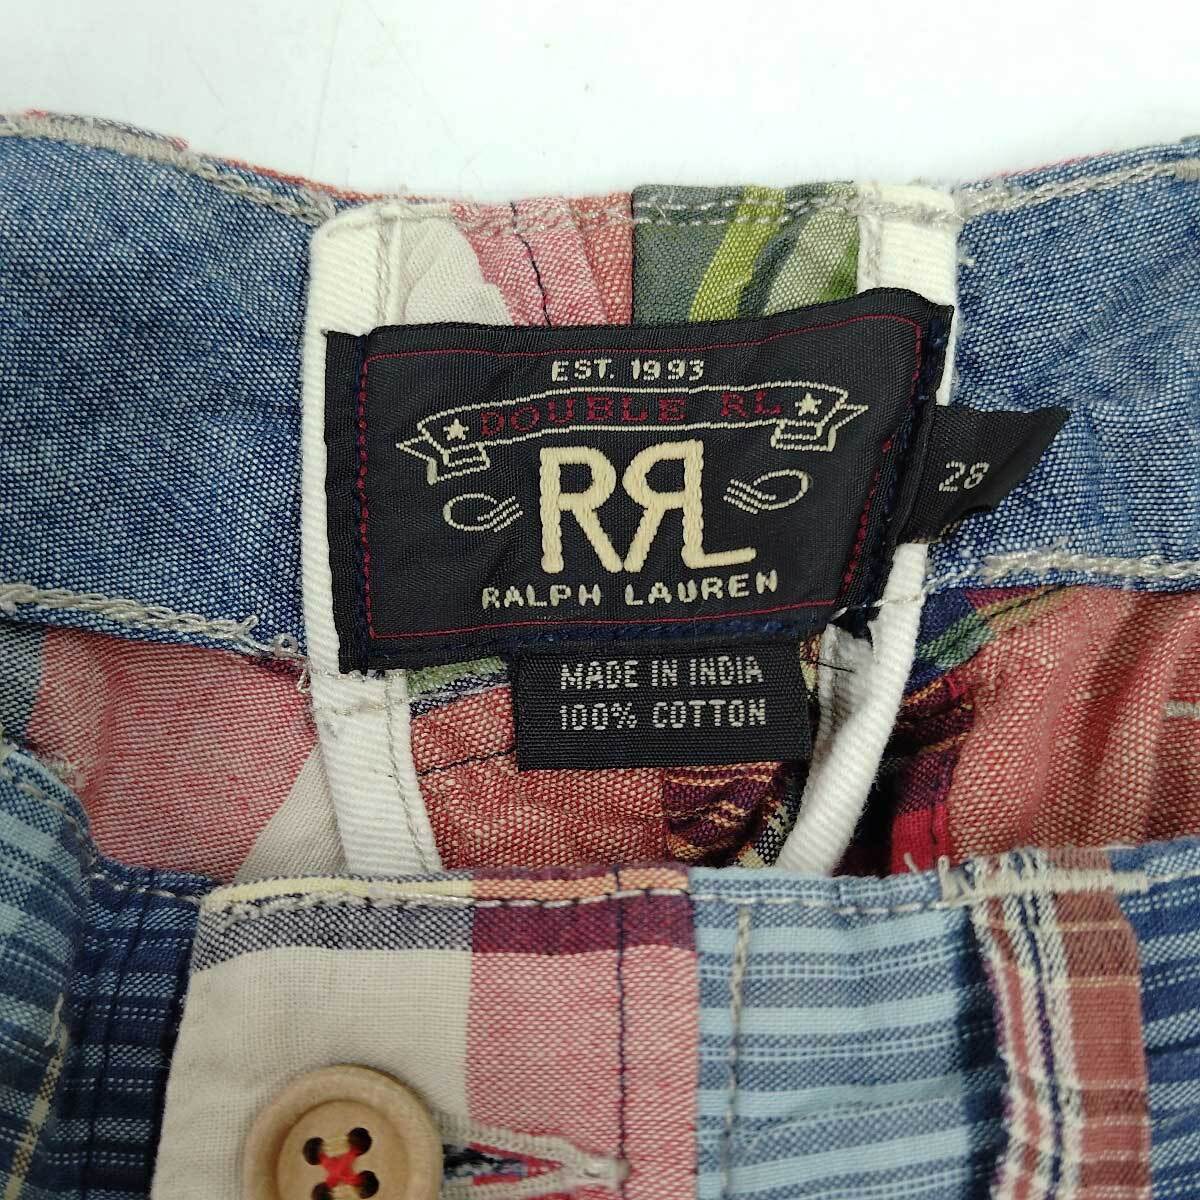 EST. 1993
DOUBLE RL
RRL
RALPH LAUREN
28
MADE IN INDIA
100% COTTON